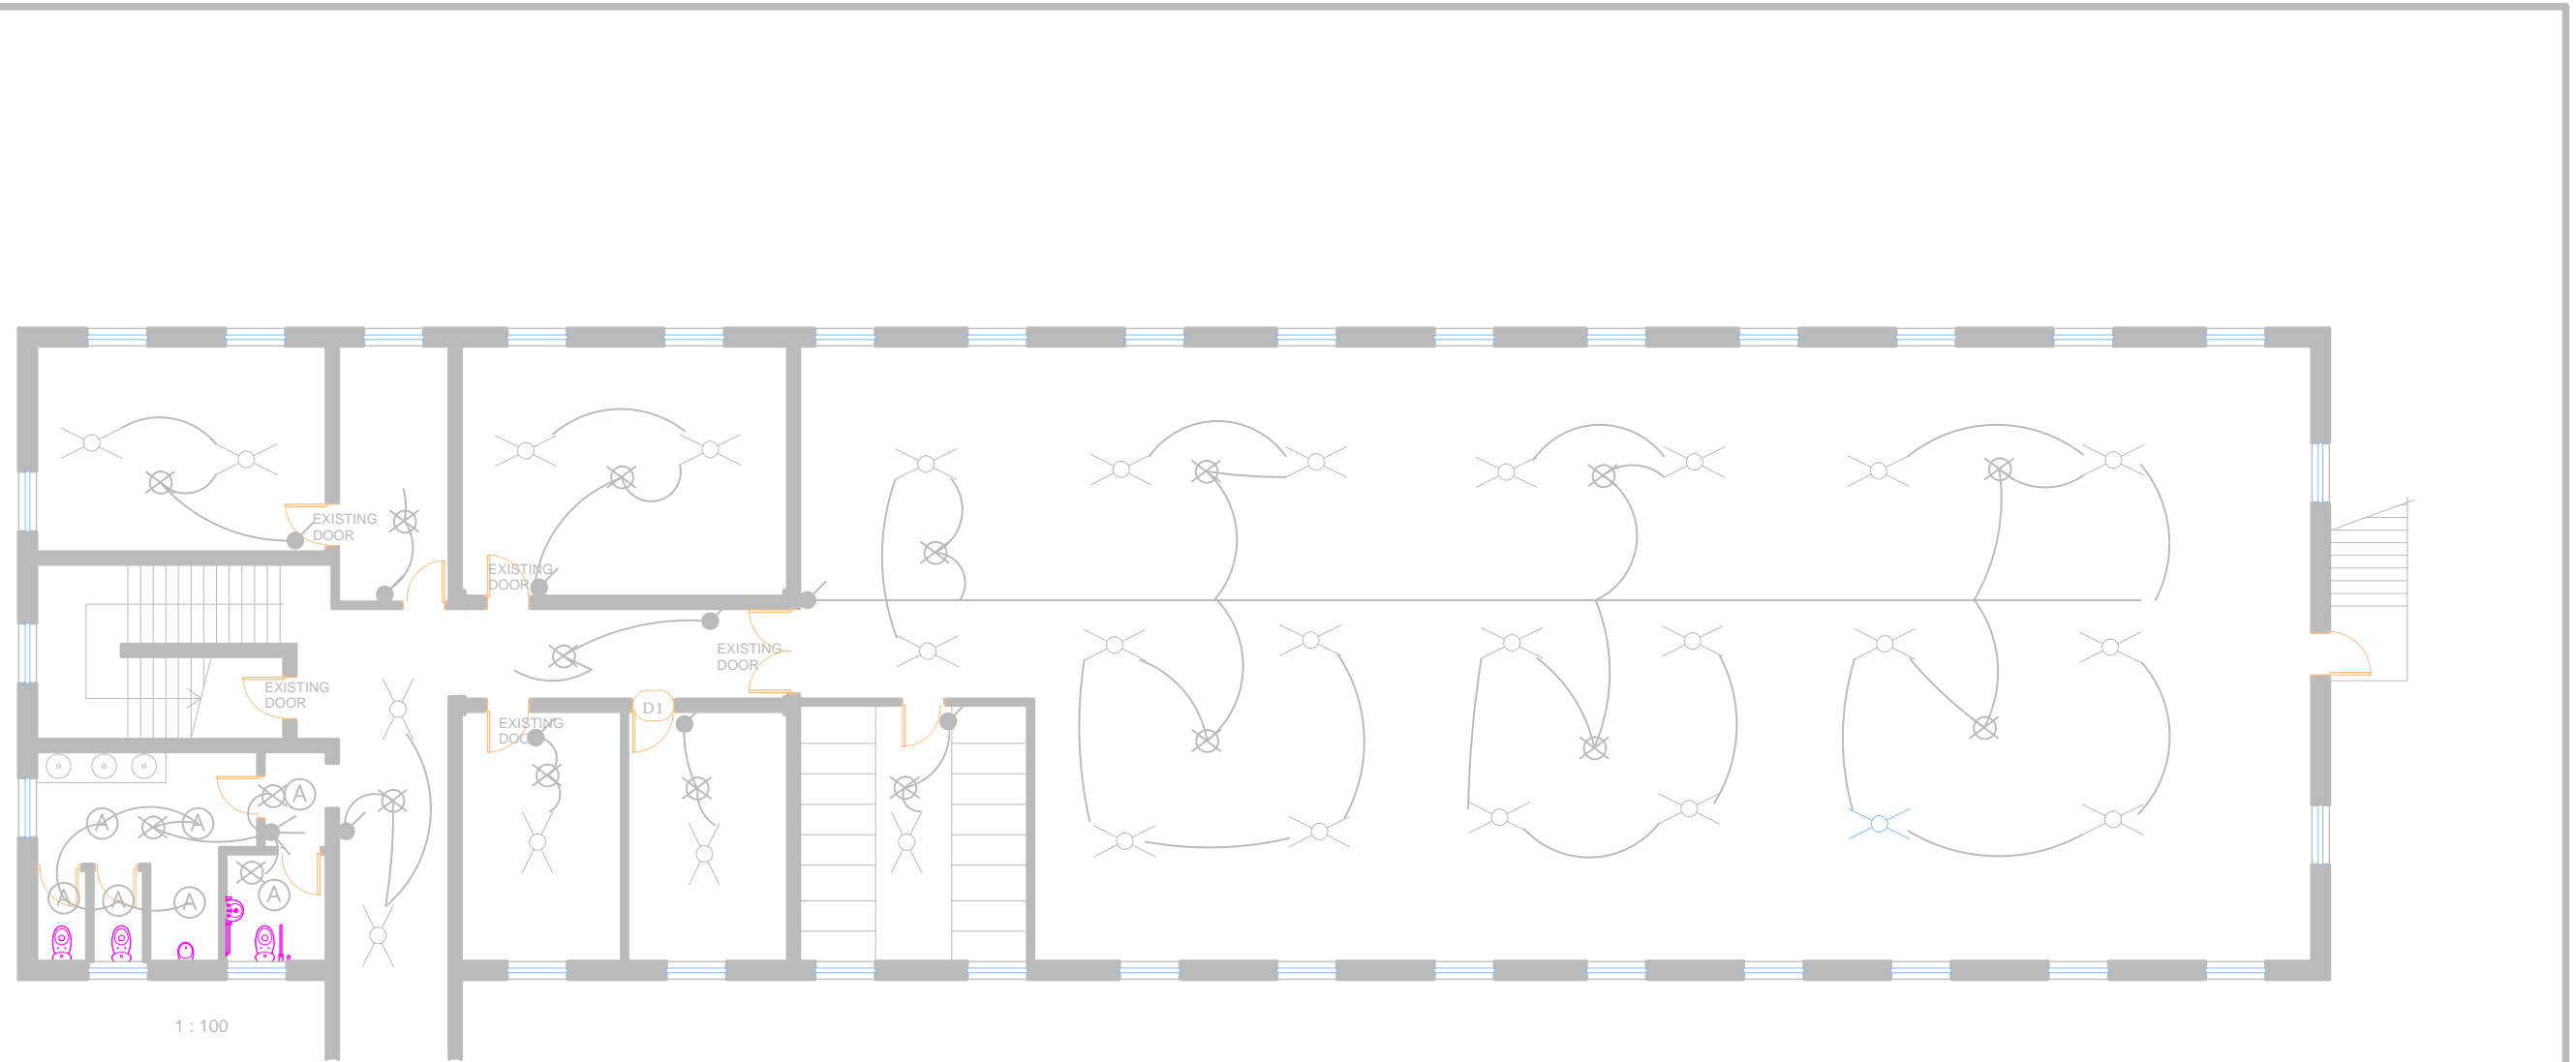 EXISTING
DOOR
EXISTING
DOOR
EXISTING
DOOR
EXISTING
DOOR
D1
EXISTING
DOOR
A
A
A
A
A
A
A
1 : 100